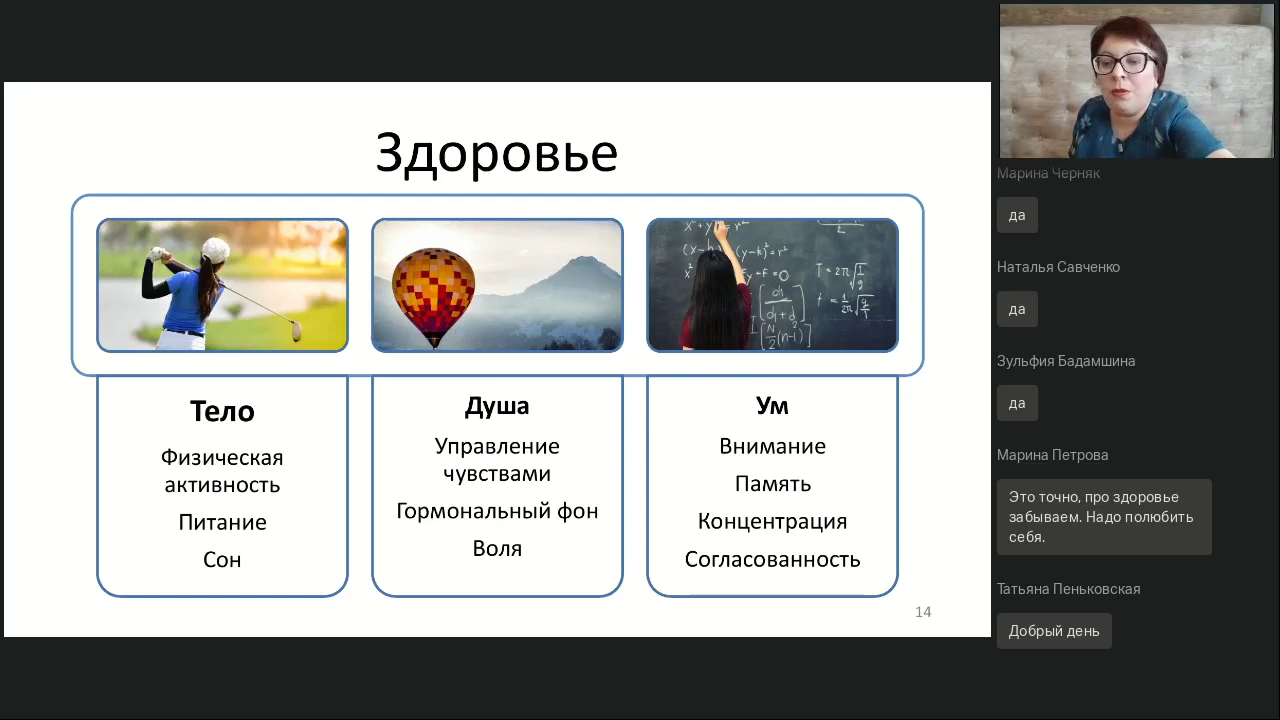 Здоровье
Тело
Физическая
активность
Питание
Сон
Душа
Управление
чувствами
Гормональный фон
Воля
Ум
Внимание
Память
Концентрация
Согласованность
14
Марина Черняк
да
Наталья Савченко
да
Зульфия Бадамшина
да
Марина Петрова
Это точно, про здоровье
забываем. Надо полюбить
себя.
Татьяна Пеньковская
Добрый день